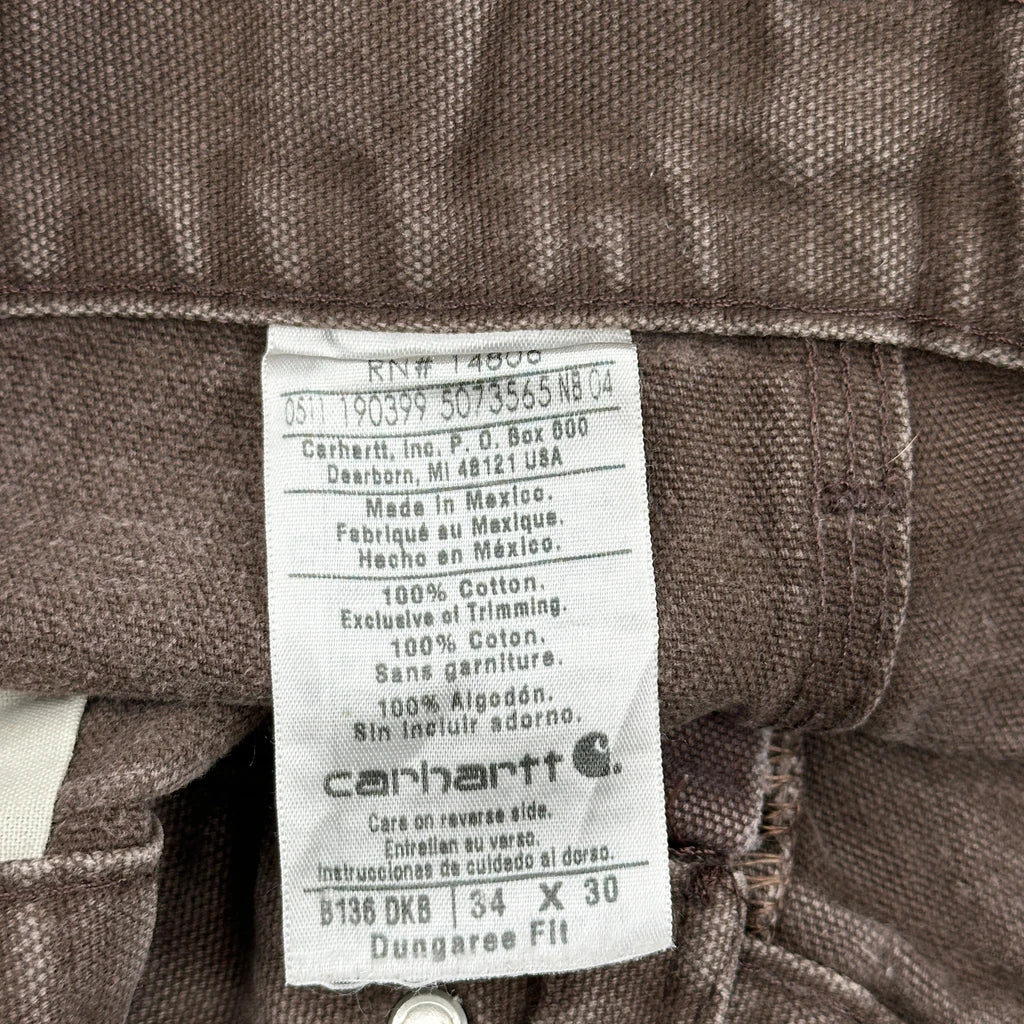 RN# 14806
0511 190399 5073565 NB 04
Carhartt, Inc. P. O. Box 600
Dearborn, MI 48121 USA
Made in Mexico.
Fabriqué au Mexique.
Hecho en México.
100% Cotton.
Exclusive of Trimming.
100% Coton.
Sans garniture.
100% Algodón.
Sin incluir adorno.
carhartt
Care on reverse side.
Entretien au verso.
Instrucciones de cuidado al dorso.
B136 DKB 34 X 30
Dungaree Fit